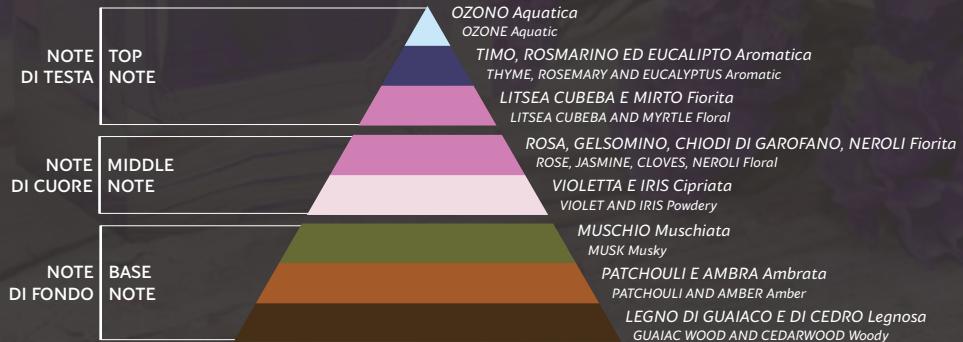 OZONO Aquatica
OZONE Aquatic
NOTE DI TESTA
TOP NOTE
TIMO, ROSMARINO ED EUCALIPTO Aromatica
THYME, ROSEMARY AND EUCALYPTUS Aromatic
LITSEA CUBEBA E MIRTO Fiorita
LITSEA CUBEBA AND MYRTLE Floral
NOTE DI CUORE
MIDDLE NOTE
ROSA, GELSOMINO, CHIODI DI GAROFANO, NEROLI Fiorita
ROSE, JASMINE, CLOVES, NEROLI Floral
VIOLETTA E IRIS Cipriata
VIOLET AND IRIS Powdery
NOTE DI FONDO
BASE NOTE
MUSCHIO Muschiata
MUSK Musky
PATCHOULI E AMBRA Ambrata
PATCHOULI AND AMBER Amber
LEGNO DI GUAIACO E DI CEDRO Legnosa
GUAIAC WOOD AND CEDARWOOD Woody